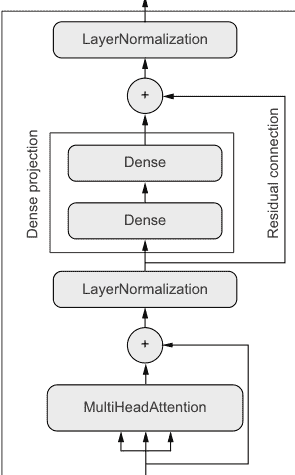 LayerNormalization
+
Dense projection
Dense
Dense
Residual connection
LayerNormalization
+
MultiHeadAttention